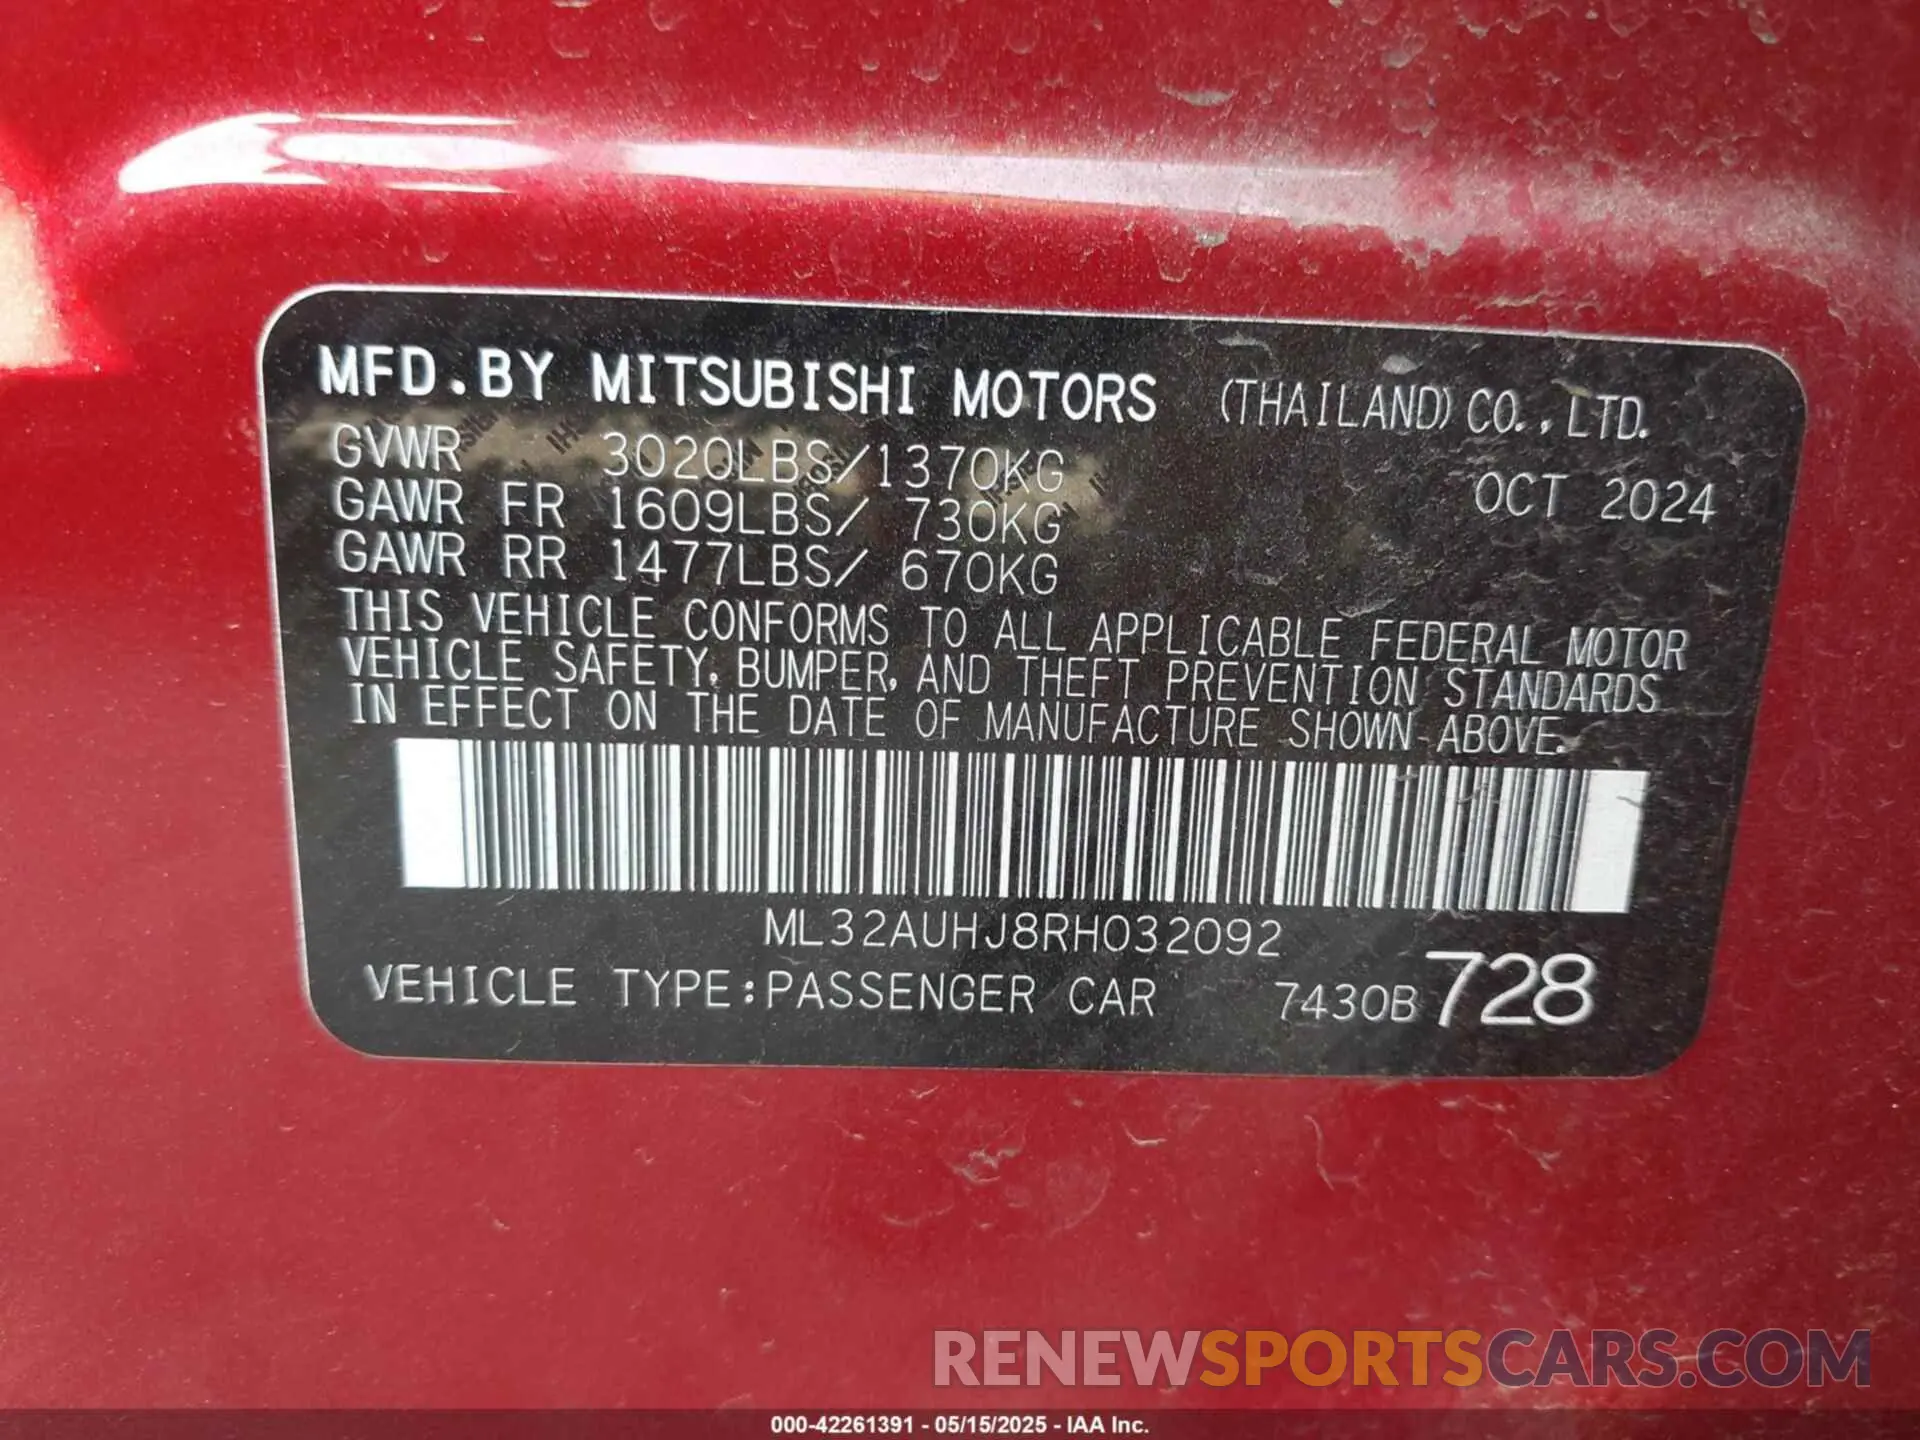 MFD.BY MITSUBISHI MOTORS (THAILAND) CO.,LTD.
GVWR 3020LBS/1370KG
OCT 2024
GAWR FR 1609LBS/ 730KG
GAWR RR 1477LBS/ 670KG
THIS VEHICLE CONFORMS TO ALL APPLICABLE FEDERAL MOTOR
VEHICLE SAFETY, BUMPER, AND THEFT PREVENTION STANDARDS
IN EFFECT ON THE DATE OF MANUFACTURE SHOWN ABOVE.
ML32AUHJ8RH032092
VEHICLE TYPE:PASSENGER CAR 7430B 728
RENEWSPORTSCARS.COM
000-42261391 - 05/15/2025 - IAA Inc.